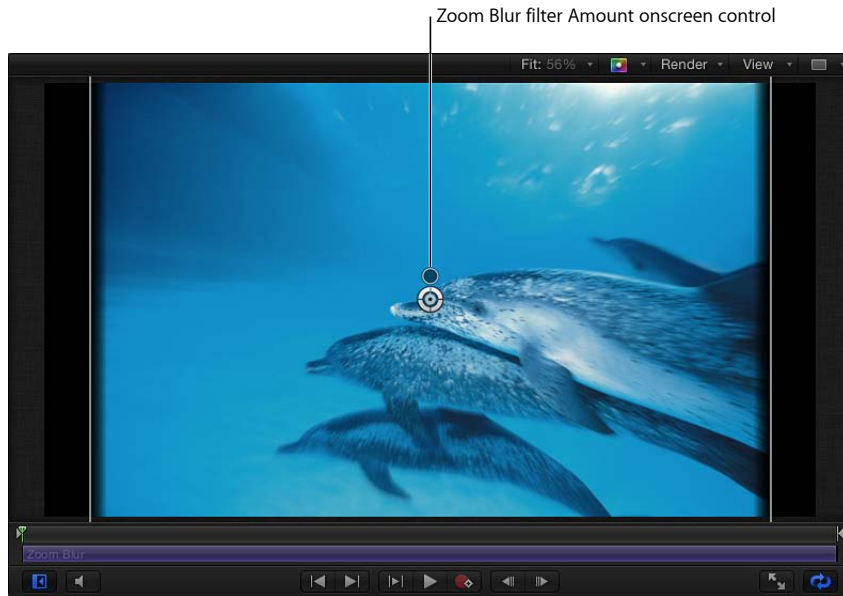 Zoom Blur filter Amount onscreen control
Fit: 56% Render View
Zoom Blur